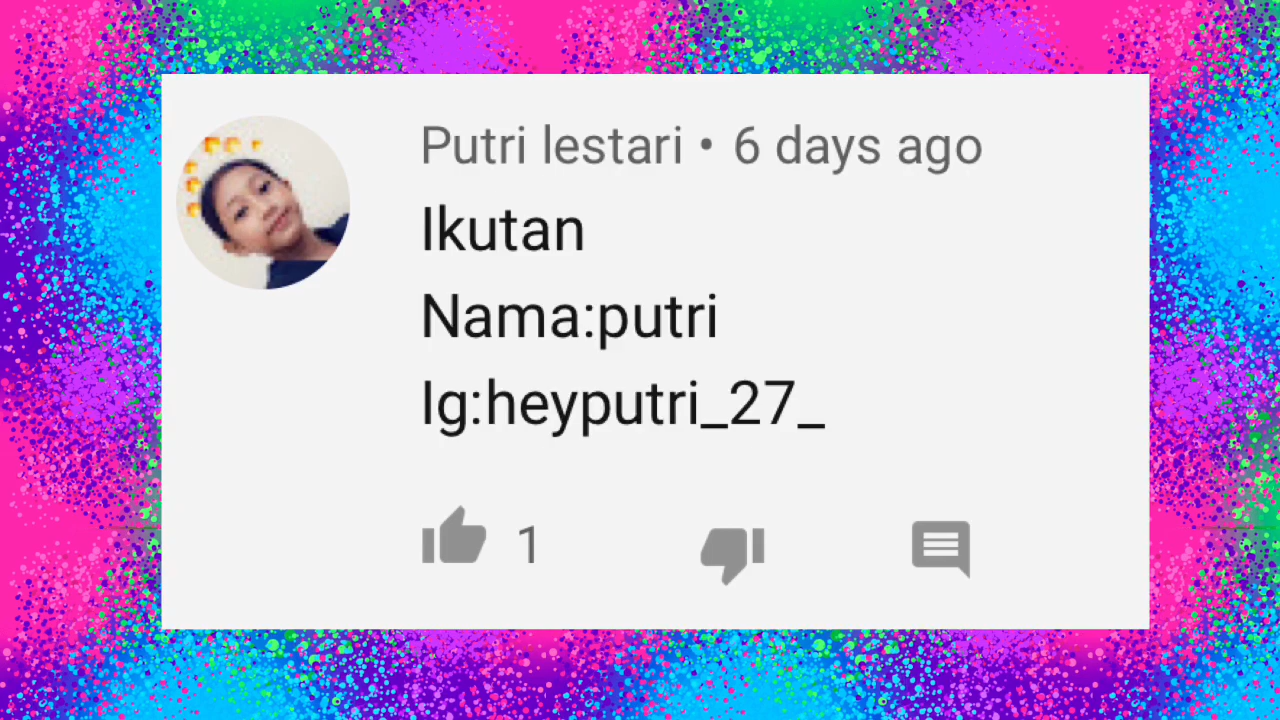 Putri lestari • 6 days ago
Ikutan
Nama:putri
Ig:heyputri_27_
1